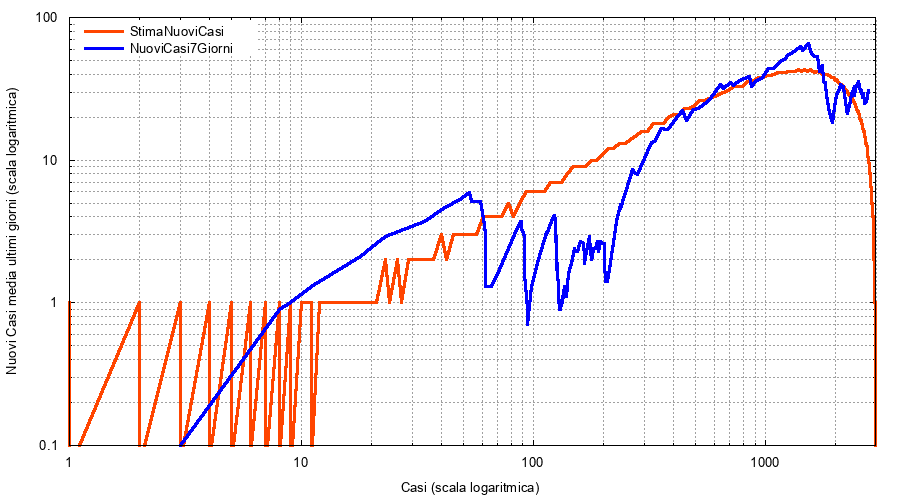 100
StimaNuoviCasi
NuoviCasi7Giorni
10
1
0.1
Nuovi Casi media ultimi giorni (scala logaritmica)
1 10 100 1000
Casi (scala logaritmica)